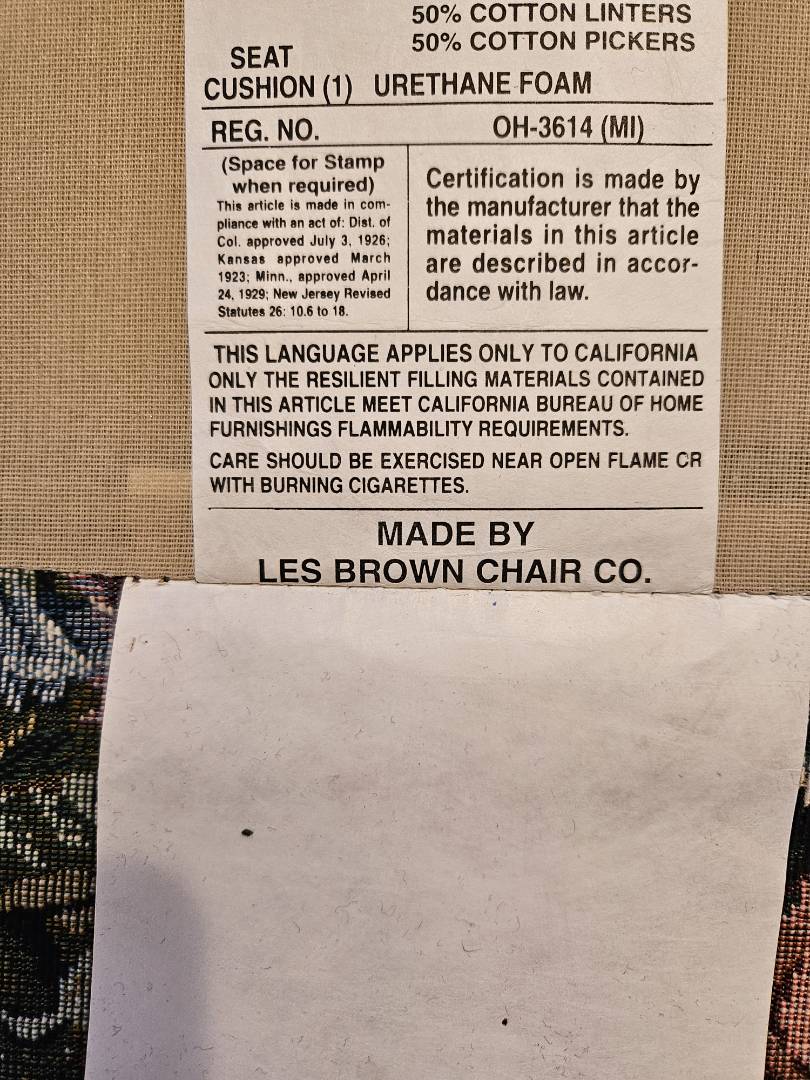 50% COTTON LINTERS
50% COTTON PICKERS
SEAT
CUSHION (1) URETHANE FOAM
REG. NO. OH-3614 (MI)
(Space for Stamp
when required)
This article is made in com-
pliance with an act of: Dist. of
Col. approved July 3, 1926;
Kansas approved March
1923; Minn., approved April
24, 1929; New Jersey Revised
Statutes 26: 10.6 to 18.
Certification is made by
the manufacturer that the
materials in this article
are described in accor-
dance with law.
THIS LANGUAGE APPLIES ONLY TO CALIFORNIA
ONLY THE RESILIENT FILLING MATERIALS CONTAINED
IN THIS ARTICLE MEET CALIFORNIA BUREAU OF HOME
FURNISHINGS FLAMMABILITY REQUIREMENTS.
CARE SHOULD BE EXERCISED NEAR OPEN FLAME OR
WITH BURNING CIGARETTES.
MADE BY
LES BROWN CHAIR CO.